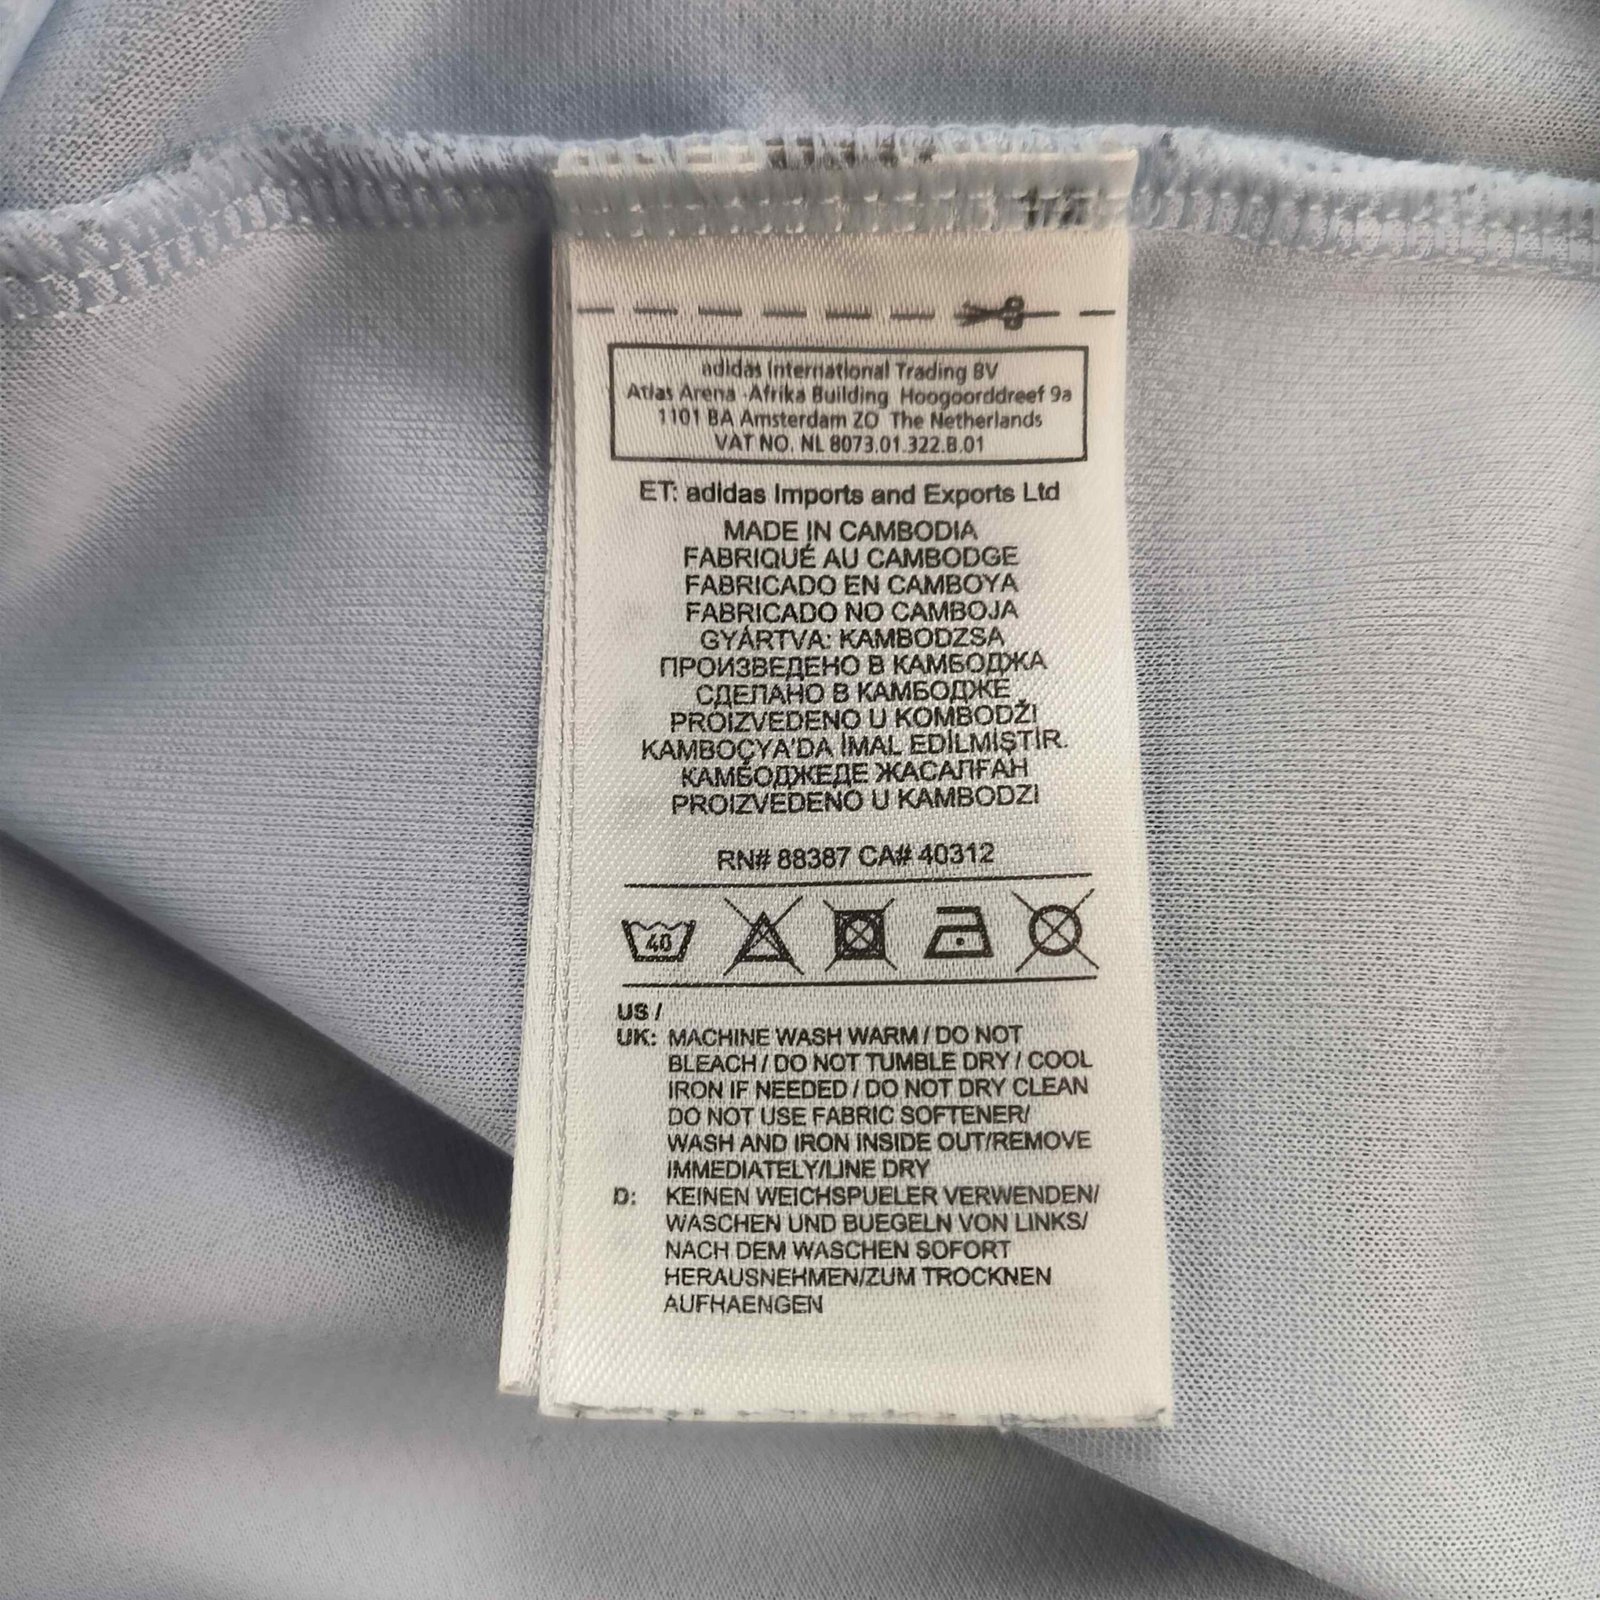 adidas International Trading BV
Atlas Arena -Afrika Building Hoogoorddreef 9a
1101 BA Amsterdam ZO The Netherlands
VAT NO. NL 8073.01.322.B.01
ET: adidas Imports and Exports Ltd
MADE IN CAMBODIA
FABRIQUÉ AU CAMBODGE
FABRICADO EN CAMBOYA
FABRICADO NO CAMBOJA
GYÁRTVA: KAMBODZSA
ПРОИЗВЕДЕНО В КАМБОДЖА
СДЕЛАНО В КАМБОДЖЕ
PROIZVEDENO U KOMBODŽI
KAMBOÇYA'DA İMAL EDİLMİŞTİR.
КАМБОДЖЕДЕ ЖАСАЛҒАН
PROIZVEDENO U KAMBODZI
RN# 88387 CA# 40312
40
US /
UK: MACHINE WASH WARM / DO NOT
BLEACH / DO NOT TUMBLE DRY / COOL
IRON IF NEEDED / DO NOT DRY CLEAN
DO NOT USE FABRIC SOFTENER/
WASH AND IRON INSIDE OUT/REMOVE
IMMEDIATELY/LINE DRY
D: KEINEN WEICHSPUELER VERWENDEN/
WASCHEN UND BUEGELN VON LINKS/
NACH DEM WASCHEN SOFORT
HERAUSNEHMEN/ZUM TROCKNEN
AUFHAENGEN